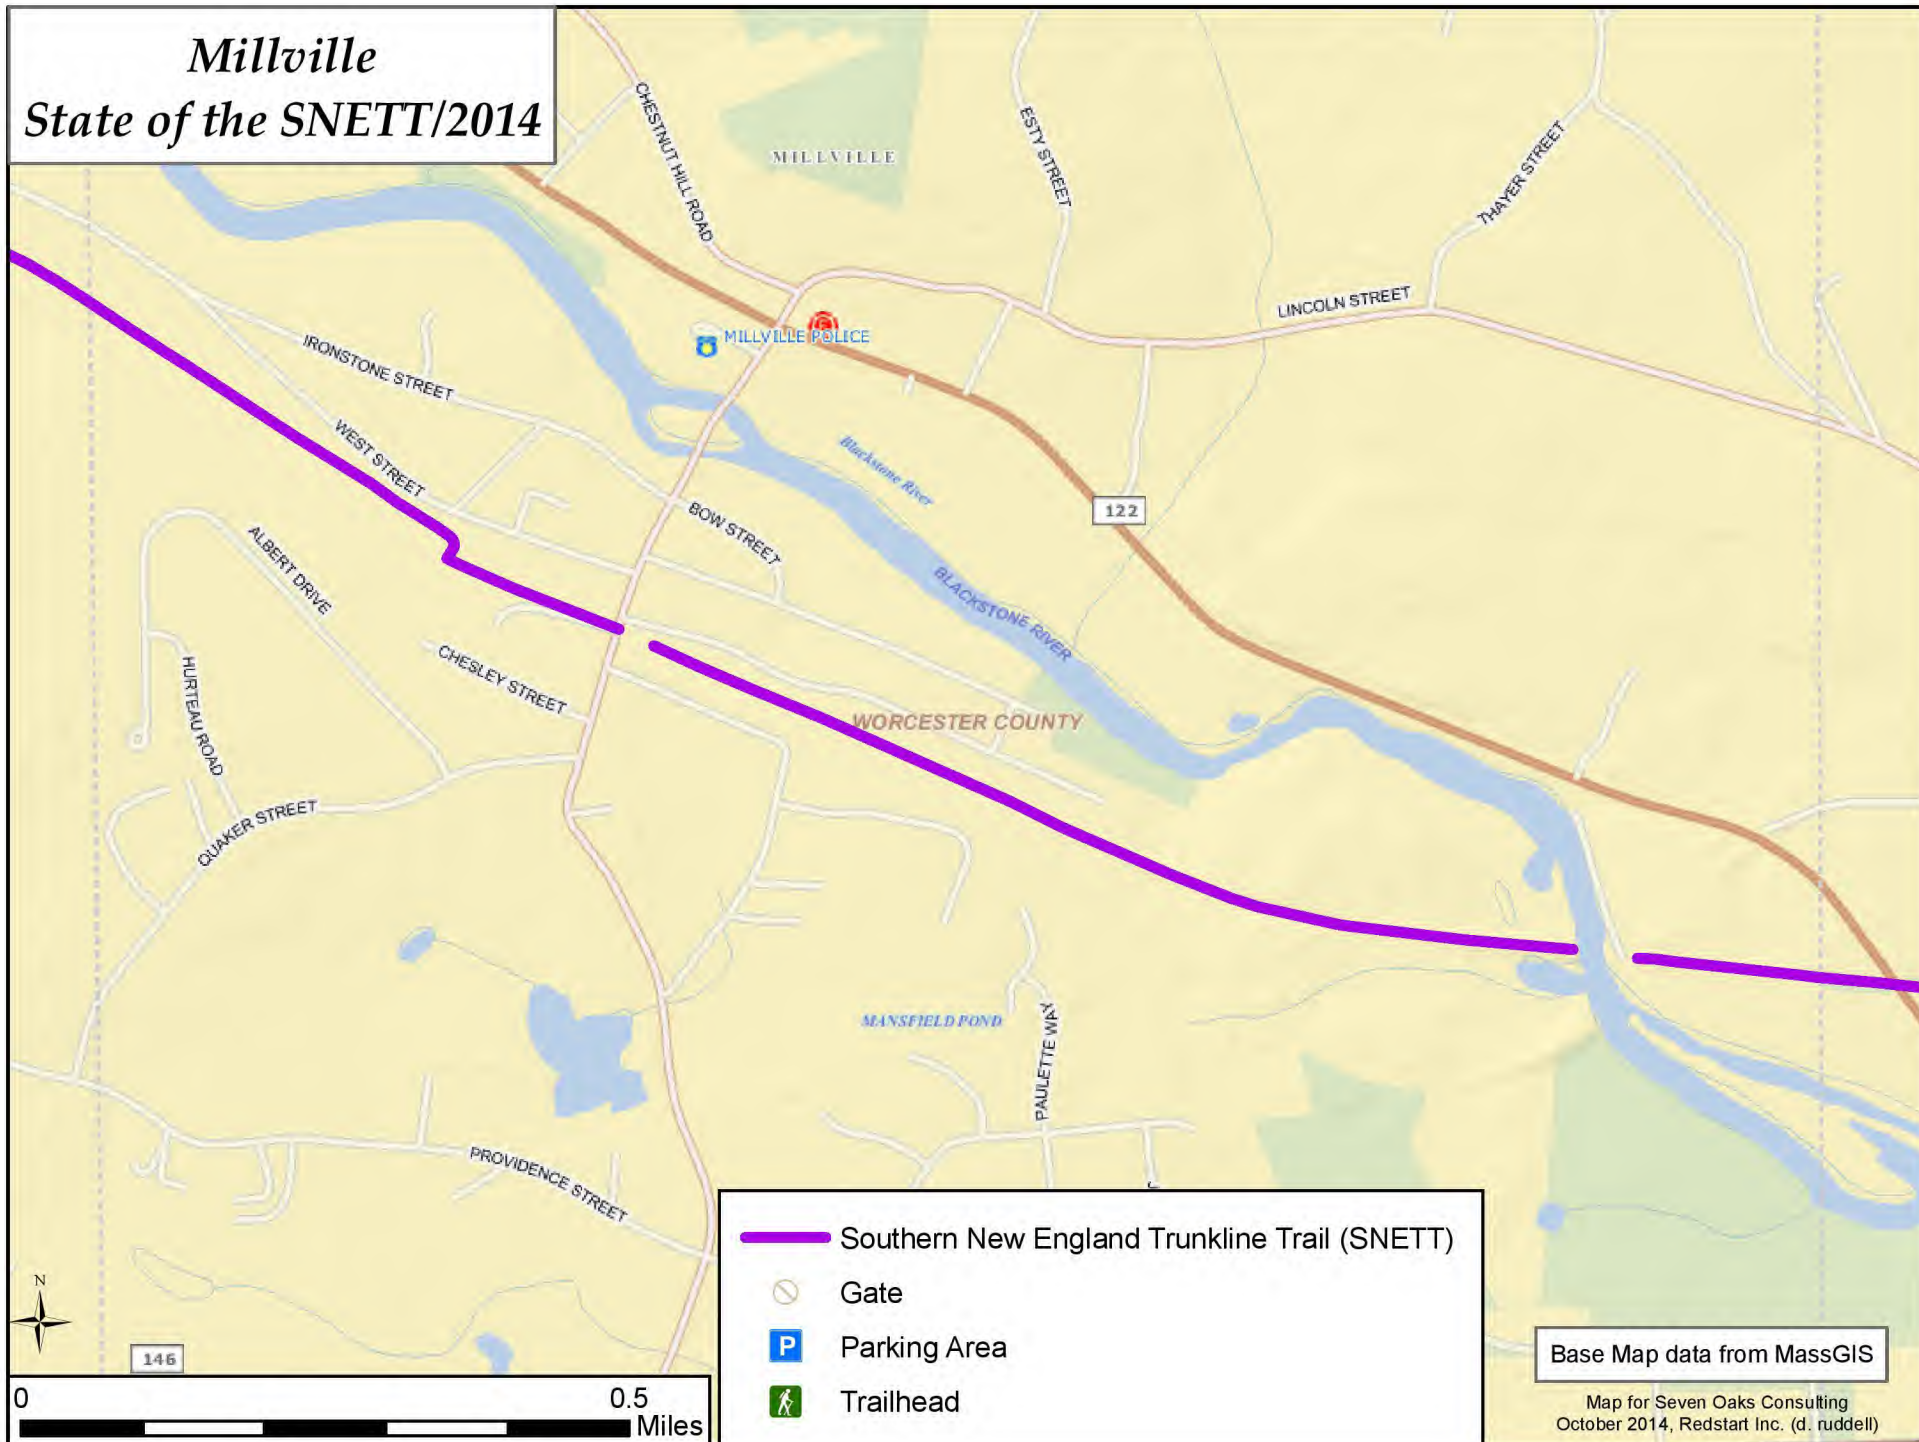 Millville
State of the SNETT/2014
CHESTNUT HILL ROAD
MILLVILLE
ESTY STREET
THAYER STREET
LINCOLN STREET
MILLVILLE POLICE
IRONSTONE STREET
WEST STREET
Blackstone River
122
BOW STREET
ALBERT DRIVE
BLACKSTONE RIVER
CHESLEY STREET
HURTEAU ROAD
WORCESTER COUNTY
QUAKER STREET
MANSFIELD POND
PAULETTE WAY
PROVIDENCE STREET
N
146
0 0.5
Miles
Southern New England Trunkline Trail (SNETT)
Gate
P Parking Area
Trailhead
Base Map data from MassGIS
Map for Seven Oaks Consulting
October 2014, Redstart Inc. (d. ruddell)